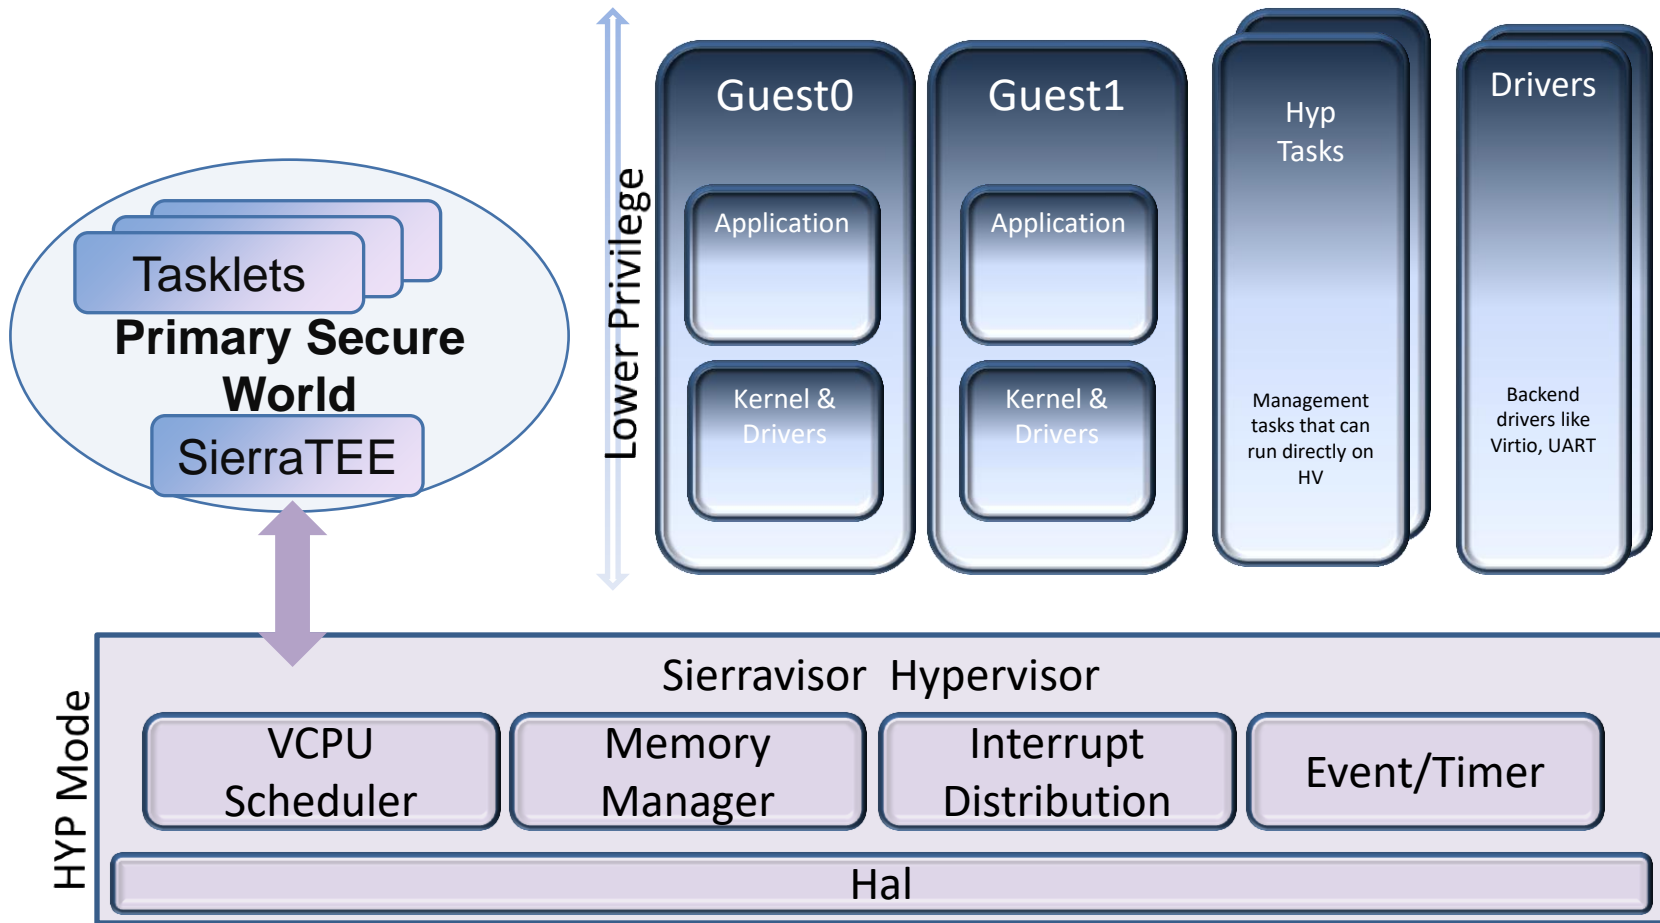 Tasklets
Primary Secure
World
SierraTEE
Lower Privilege
Guest0
Application
Kernel &
Drivers
Guest1
Application
Kernel &
Drivers
Hyp
Tasks
Management
tasks that can
run directly on
HV
Drivers
Backend
drivers like
Virtio, UART
HYP Mode
Sierravisor Hypervisor
VCPU
Scheduler
Memory
Manager
Interrupt
Distribution
Event/Timer
Hal